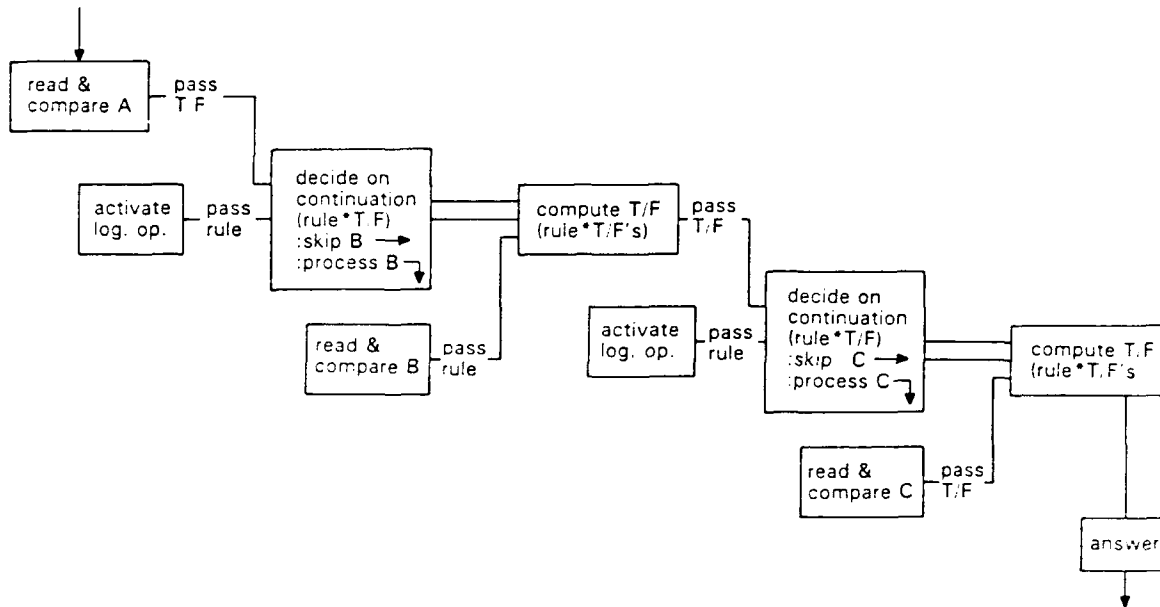 read &
compare A
pass
T F
activate
log. op.
pass
rule
decide on
continuation
(rule*T/F)
:skip B
:process B
read &
compare B
pass
rule
compute T/F
(rule*T/F's)
pass
T/F
activate
log. op.
pass
rule
decide on
continuation
(rule*T/F)
:skip C
:process C
read &
compare C
pass
T/F
compute T/F
(rule*T/F's
answer